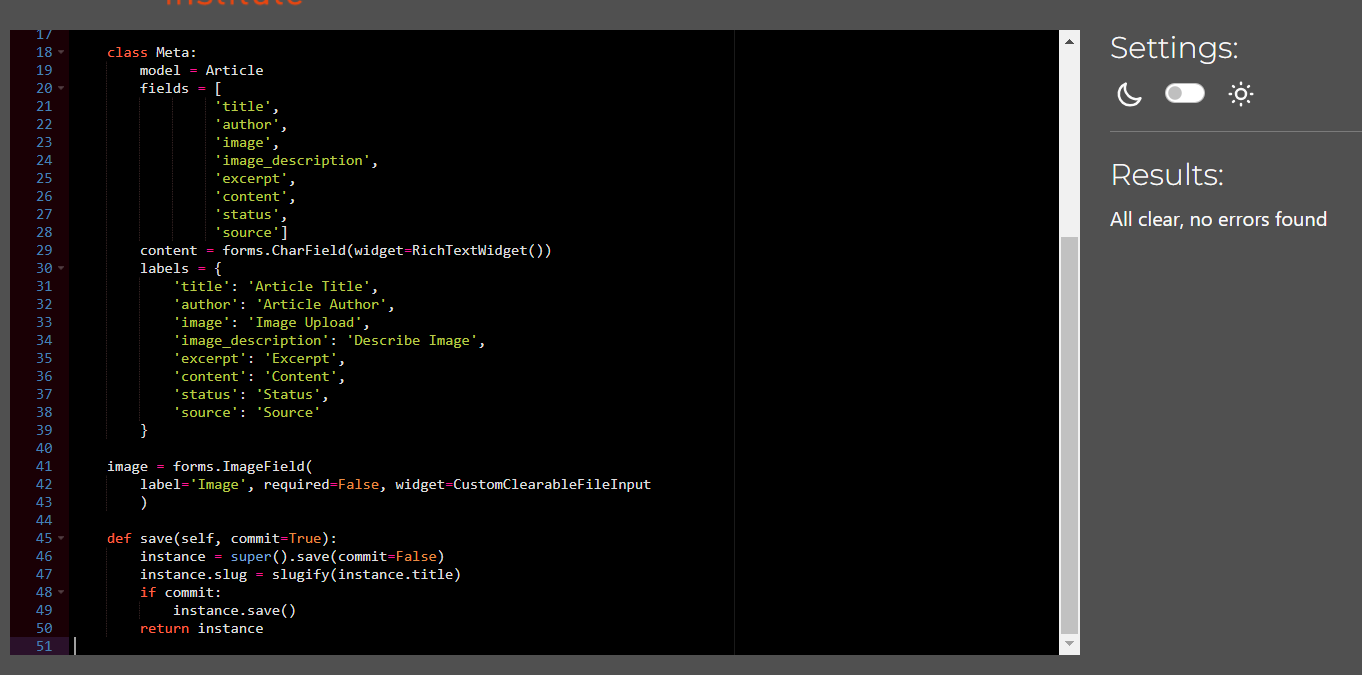 Institute
17
18 class Meta:
19 model = Article
20 fields = [
21 'title',
22 'author',
23 'image',
24 'image_description',
25 'excerpt',
26 'content',
27 'status',
28 'source']
29 content = forms.CharField(widget=RichTextWidget())
30 labels = {
31 'title': 'Article Title',
32 'author': 'Article Author',
33 'image': 'Image Upload',
34 'image_description': 'Describe Image',
35 'excerpt': 'Excerpt',
36 'content': 'Content',
37 'status': 'Status',
38 'source': 'Source'
39 }
40
41 image = forms.ImageField(
42 label='Image', required=False, widget=CustomClearableFileInput
43 )
44
45 def save(self, commit=True):
46 instance = super().save(commit=False)
47 instance.slug = slugify(instance.title)
48 if commit:
49 instance.save()
50 return instance
51
Settings:
Results:
All clear, no errors found